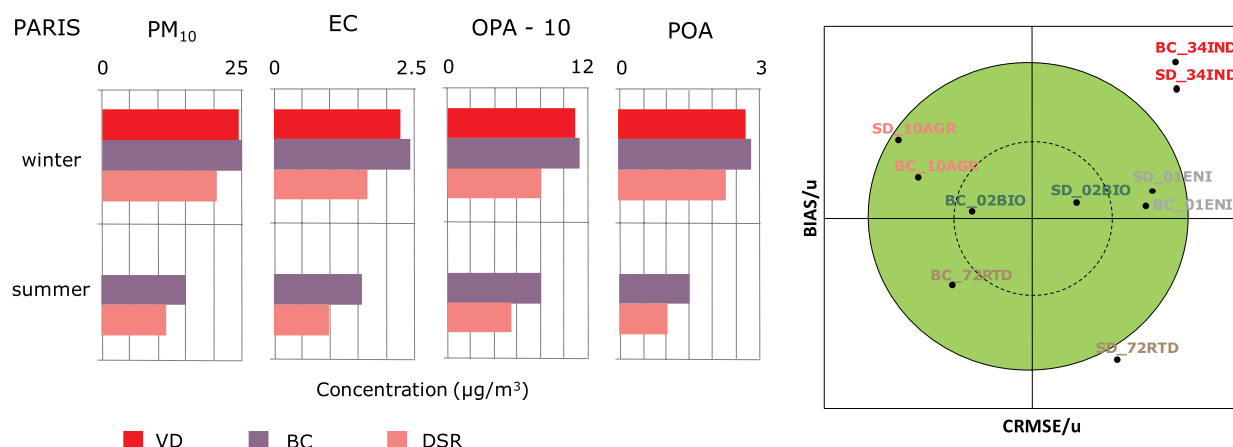 PARIS
PM10
EC
OPA - 10
POA
0 25
0 2.5
0 12
0 3
winter
summer
Concentration (µg/m³)
VD
BC
DSR
BC_34IND
SD_34IND
SD_10AGR
BC_10AGR
SD_01ENI
SD_02BIO
BC_02BIO
BC_01ENI
BC_72RTD
SD_72RTD
BIAS/u
CRMSE/u